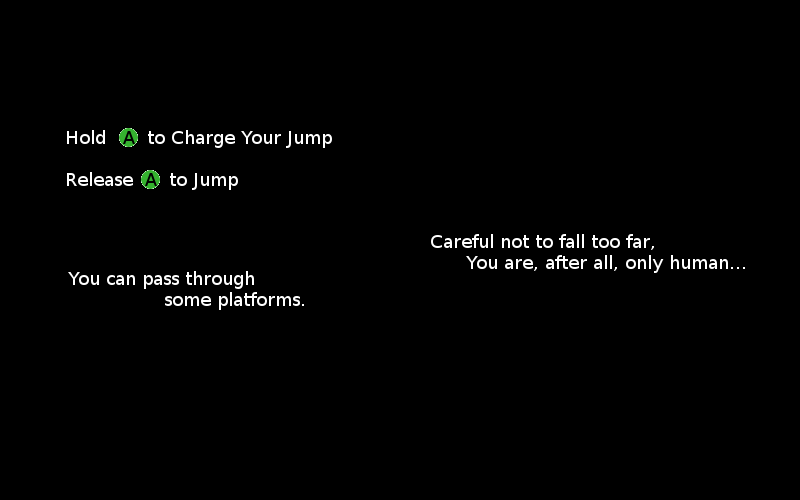 Hold A to Charge Your Jump
Release A to Jump
Careful not to fall too far,
You are, after all, only human...
You can pass through
some platforms.